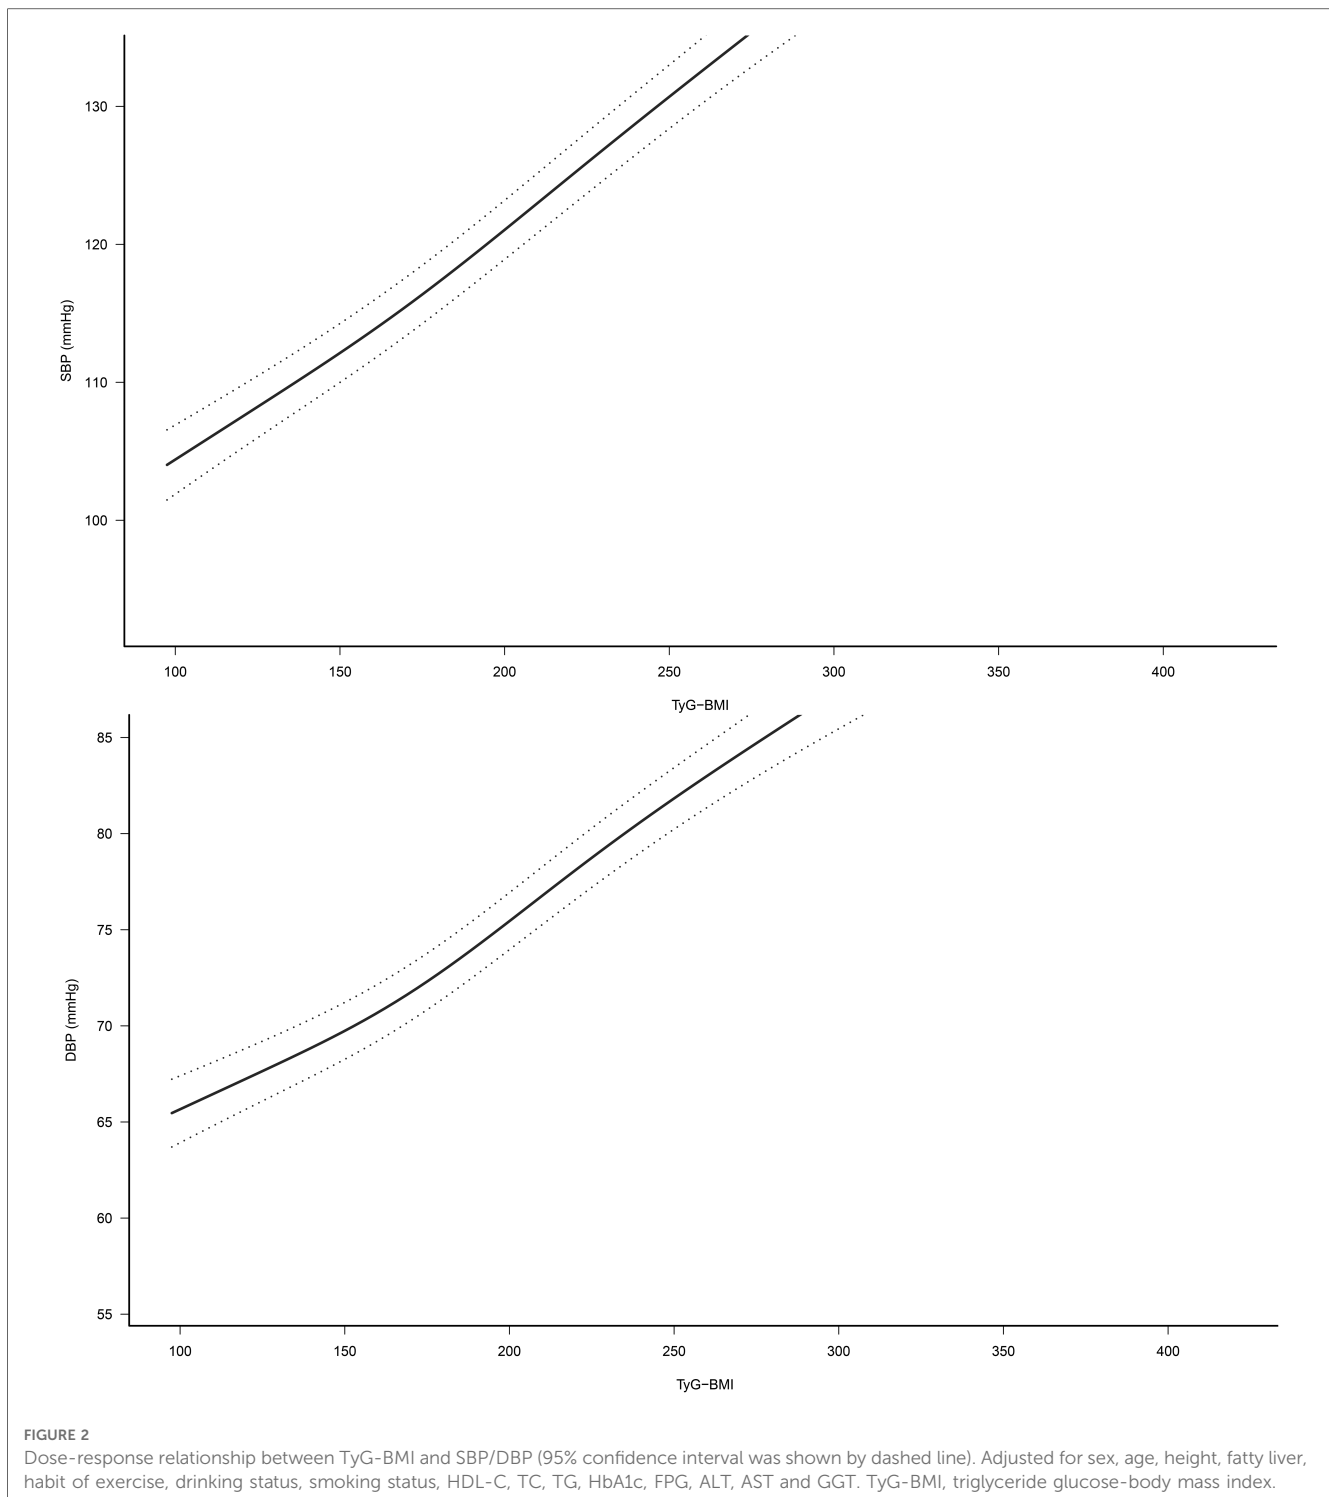 130
120
110
100
SBP (mmHg)
100 150 200 250 300 350 400
TyG−BMI
85
80
75
70
65
60
55
DBP (mmHg)
100 150 200 250 300 350 400
TyG−BMI
FIGURE 2
Dose-response relationship between TyG-BMI and SBP/DBP (95% confidence interval was shown by dashed line). Adjusted for sex, age, height, fatty liver,
habit of exercise, drinking status, smoking status, HDL-C, TC, TG, HbA1c, FPG, ALT, AST and GGT. TyG-BMI, triglyceride glucose-body mass index.